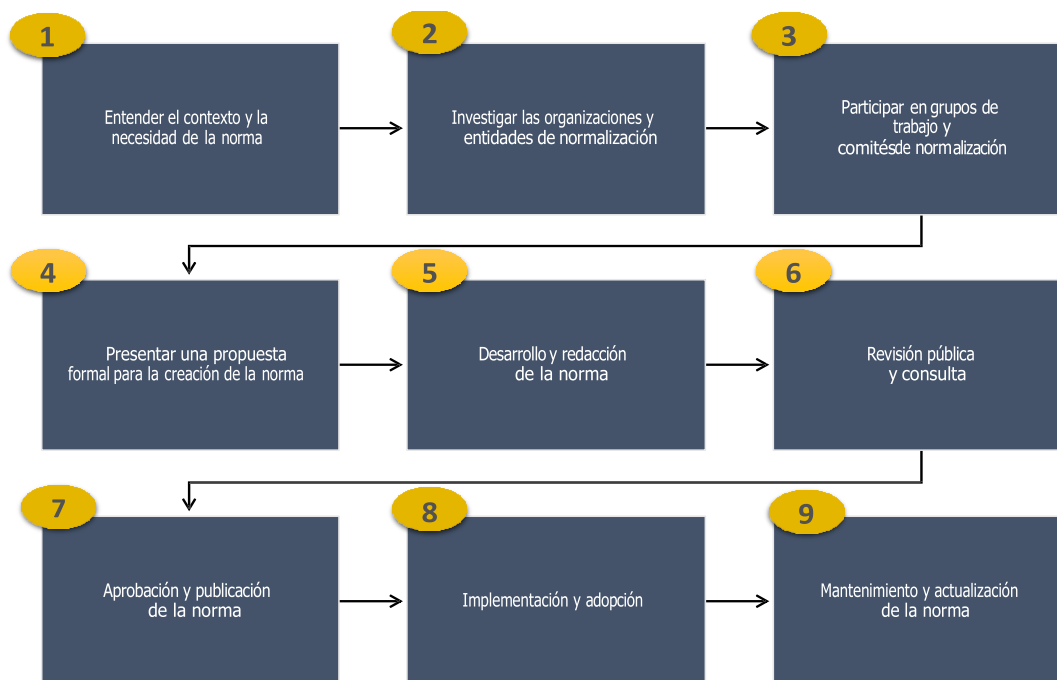 1
Entender el contexto y la
necesidad de la norma
2
Investigar las organizaciones y
entidades de normalización
3
Participar en grupos de
trabajo y
comitésde normalización
4
Presentar una propuesta
formal para la creación de la norma
5
Desarrollo y redacción
de la norma
6
Revisión pública
y consulta
7
Aprobación y publicación
de la norma
8
Implementación y adopción
9
Mantenimiento y actualización
de la norma